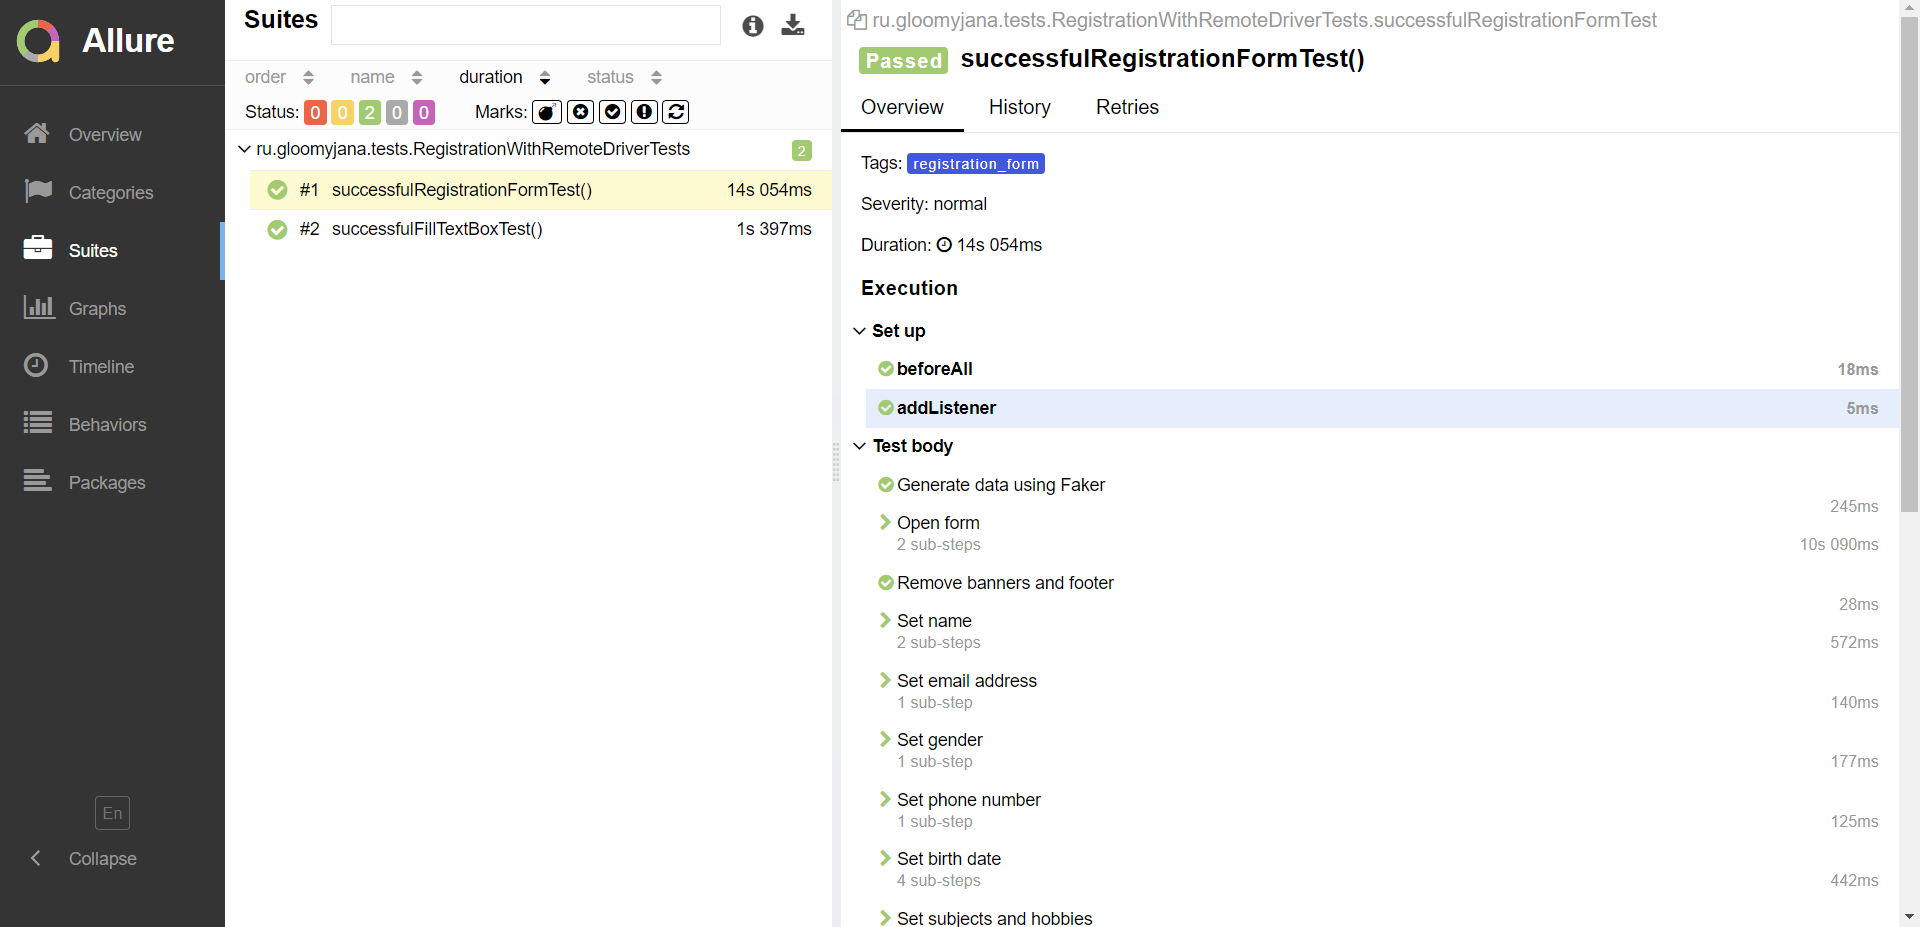 Allure
Overview
Categories
Suites
Graphs
Timeline
Behaviors
Packages
En
Collapse
Suites
order name duration status
Status: 0 0 2 0 0 Marks:
ru.gloomyjana.tests.RegistrationWithRemoteDriverTests 2
#1 successfulRegistrationFormTest() 14s 054ms
#2 successfulFillTextBoxTest() 1s 397ms
ru.gloomyjana.tests.RegistrationWithRemoteDriverTests.successfulRegistrationFormTest
Passed successfulRegistrationFormTest()
Overview History Retries
Tags: registration_form
Severity: normal
Duration: 14s 054ms
Execution
Set up
beforeAll 18ms
addListener 5ms
Test body
Generate data using Faker
245ms
Open form
2 sub-steps 10s 090ms
Remove banners and footer
28ms
Set name
2 sub-steps 572ms
Set email address
1 sub-step 140ms
Set gender
1 sub-step 177ms
Set phone number
1 sub-step 125ms
Set birth date
4 sub-steps 442ms
Set subjects and hobbies